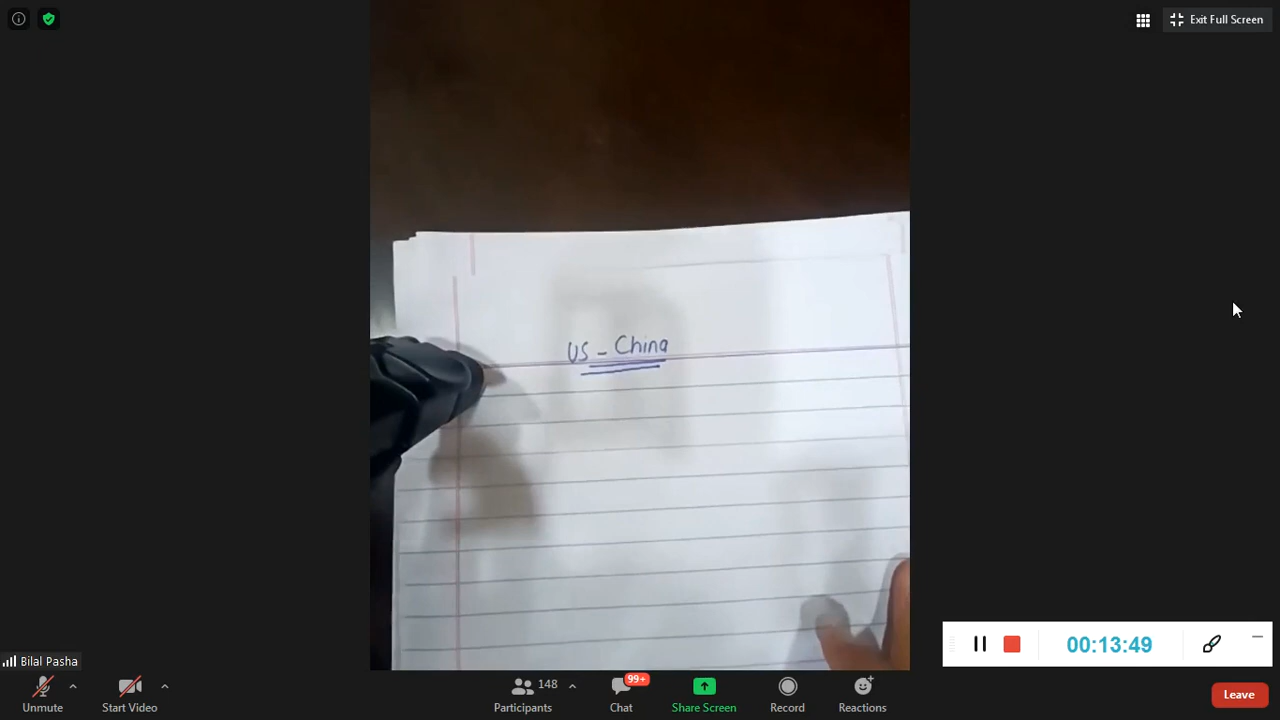 Exit Full Screen
US - China
00:13:49
Bilal Pasha
148
99+
Unmute
Start Video
Participants
Chat
Share Screen
Record
Reactions
Leave